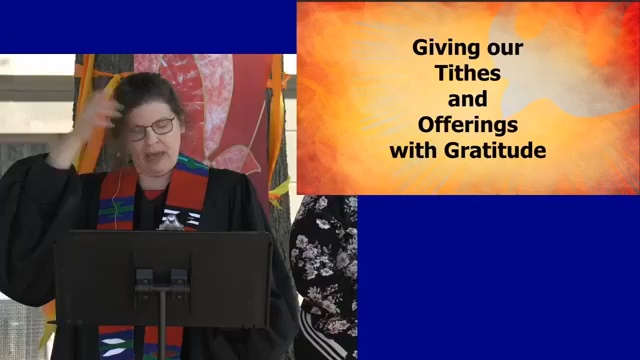 Giving our
Tithes
and
Offerings
with Gratitude